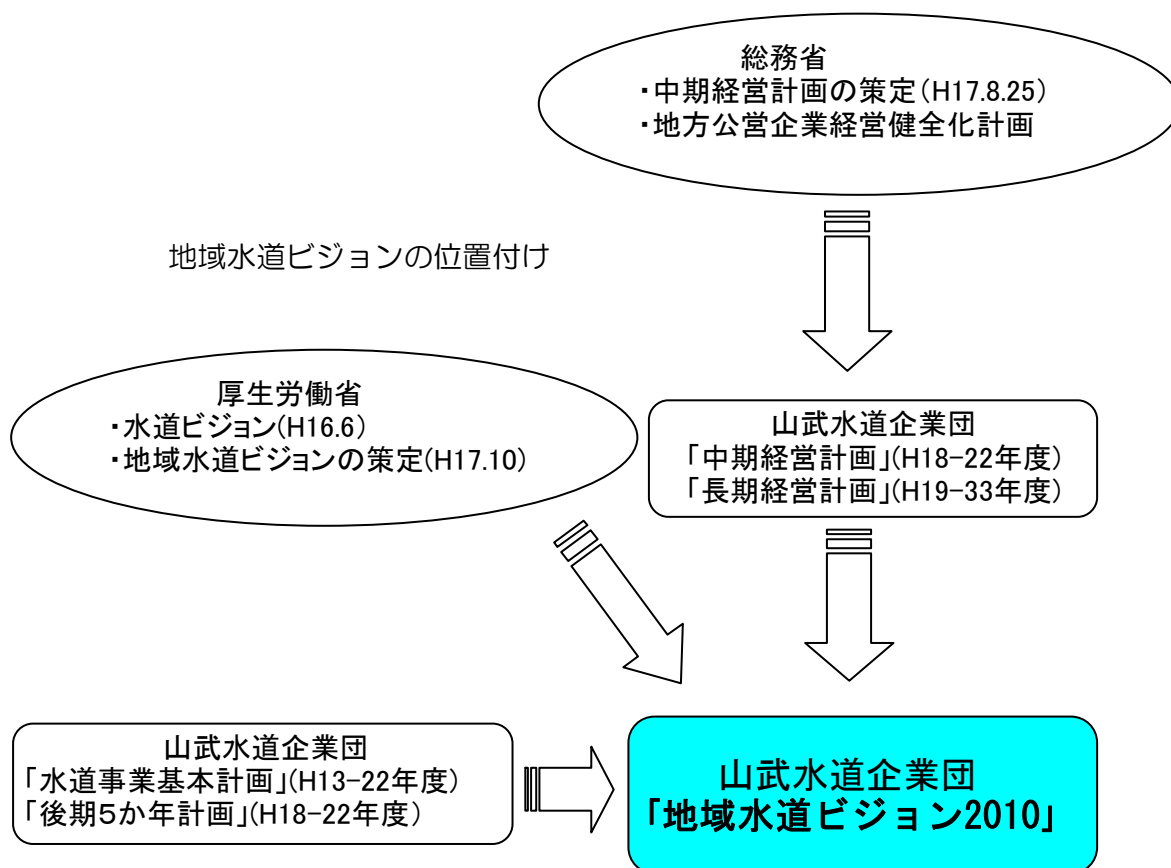 総務省
・中期経営計画の策定(H17.8.25)
・地方公営企業経営健全化計画
地域水道ビジョンの位置付け
厚生労働省
・水道ビジョン(H16.6)
・地域水道ビジョンの策定(H17.10)
山武水道企業団
「中期経営計画」(H18-22年度)
「長期経営計画」(H19-33年度)
山武水道企業団
「水道事業基本計画」(H13-22年度)
「後期5か年計画」(H18-22年度)
山武水道企業団
「地域水道ビジョン2010」